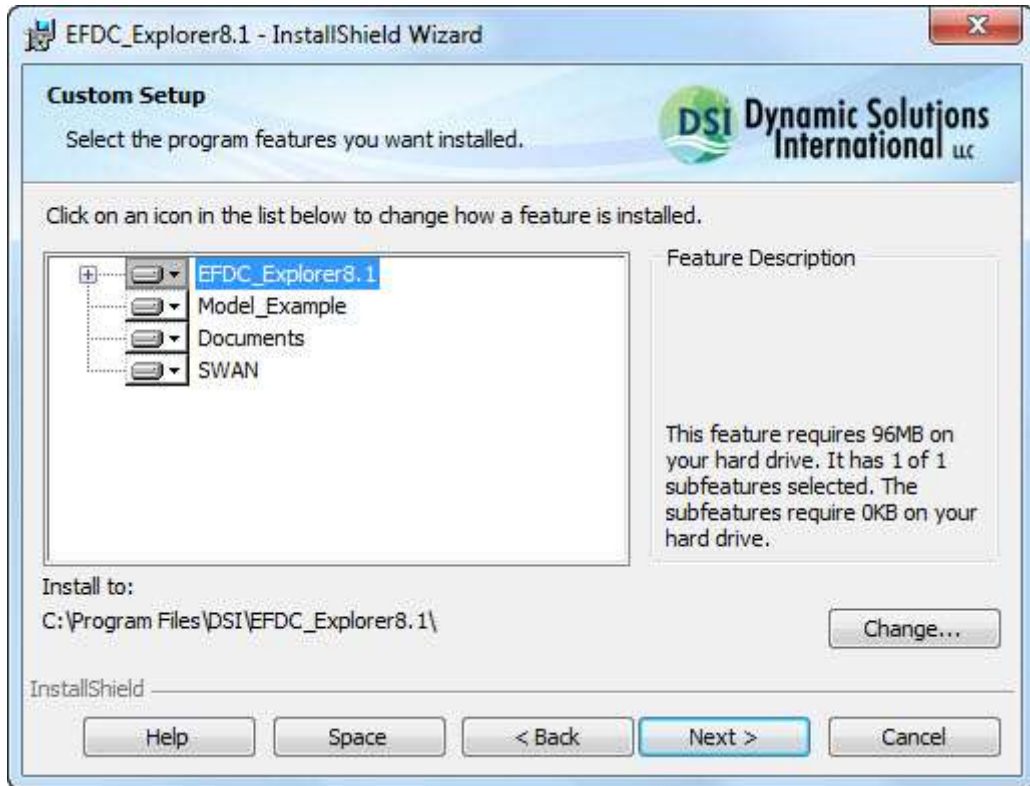 EFDC_Explorer8.1 - InstallShield Wizard
Custom Setup
Select the program features you want installed.
DSI Dynamic Solutions
International LLC
Click on an icon in the list below to change how a feature is installed.
EFDC_Explorer8.1
Model_Example
Documents
SWAN
Feature Description
This feature requires 96MB on
your hard drive. It has 1 of 1
subfeatures selected. The
subfeatures require 0KB on your
hard drive.
Install to:
C:\Program Files\DSI\EFDC_Explorer8.1\
Change...
InstallShield
Help
Space
< Back
Next >
Cancel